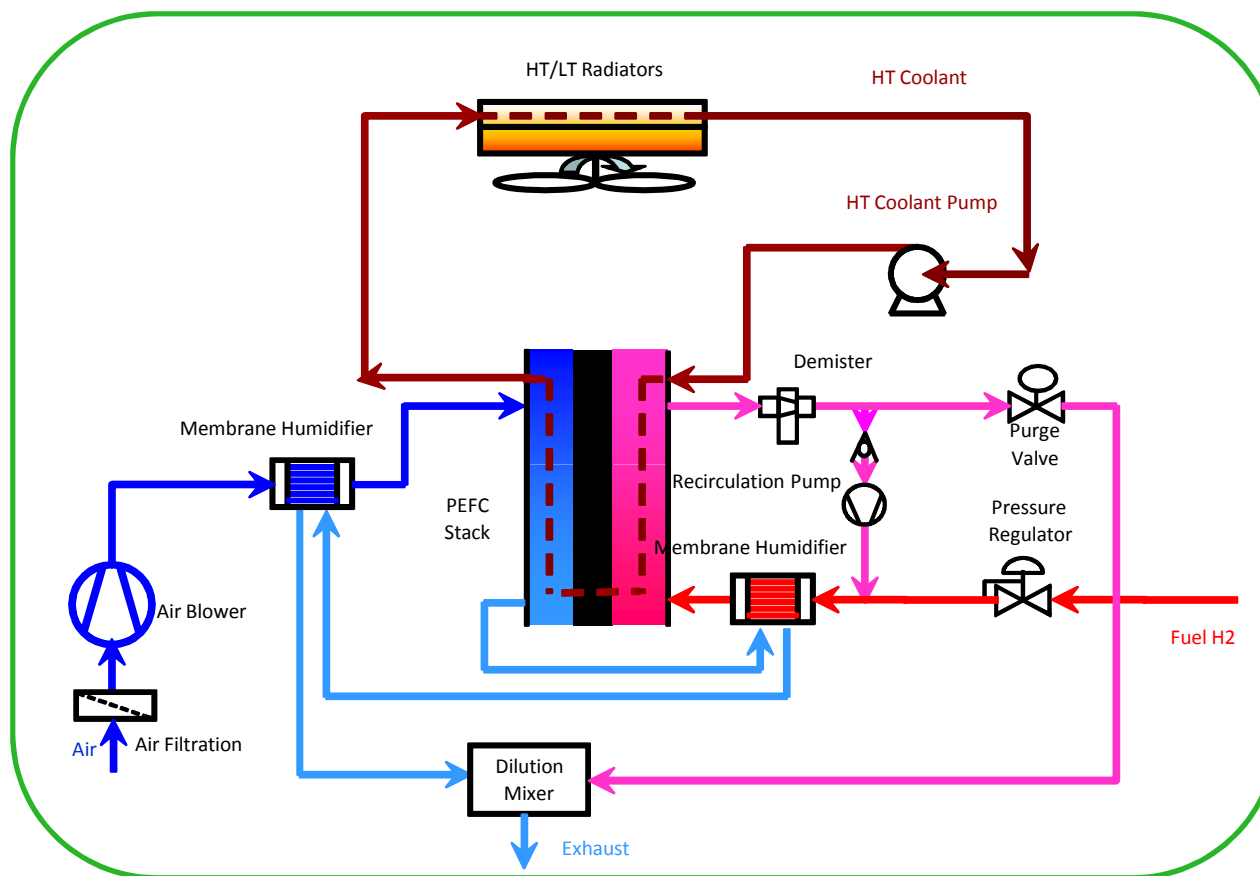 HT/LT Radiators
HT Coolant
HT Coolant Pump
Demister
Membrane Humidifier
Purge
Valve
Recirculation Pump
PEFC
Stack
Pressure
Regulator
Membrane Humidifier
Air Blower
Fuel H2
Air
Air Filtration
Dilution
Mixer
Exhaust